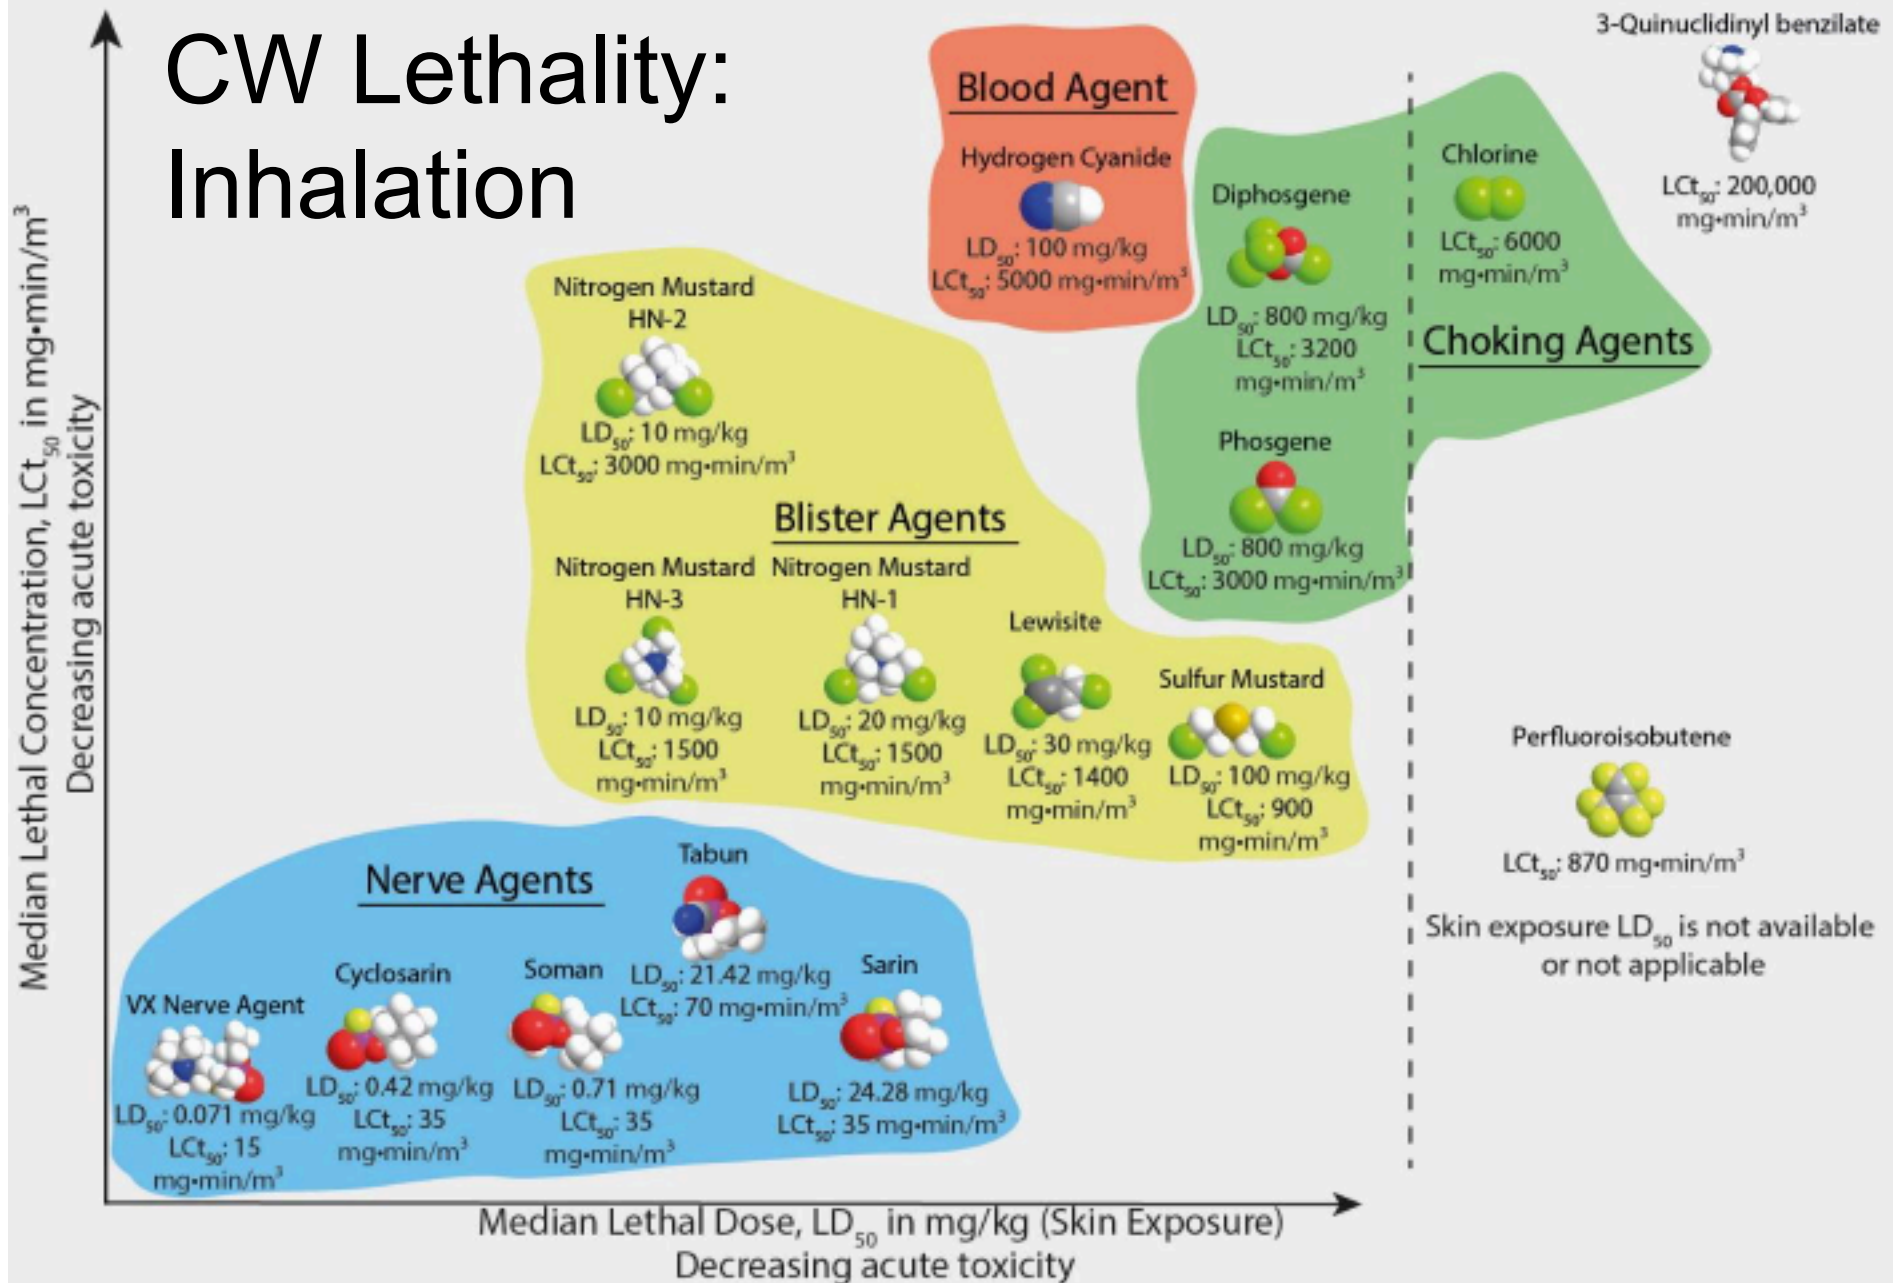 CW Lethality:
Inhalation
Median Lethal Concentration, LCt50 in mg•min/m³
Decreasing acute toxicity
Blood Agent
Hydrogen Cyanide
LD50: 100 mg/kg
LCt50: 5000 mg•min/m³
3-Quinuclidinyl benzilate
LCt50: 200,000
mg•min/m³
Diphosgene
LD50: 800 mg/kg
LCt50: 3200
mg•min/m³
Chlorine
LCt50: 6000
mg•min/m³
Choking Agents
Phosgene
LD50: 800 mg/kg
LCt50: 3000 mg•min/m³
Nitrogen Mustard
HN-2
LD50: 10 mg/kg
LCt50: 3000 mg•min/m³
Blister Agents
Nitrogen Mustard
HN-3
LD50: 10 mg/kg
LCt50: 1500
mg•min/m³
Nitrogen Mustard
HN-1
LD50: 20 mg/kg
LCt50: 1500
mg•min/m³
Lewisite
LD50: 30 mg/kg
LCt50: 1400
mg•min/m³
Sulfur Mustard
LD50: 100 mg/kg
LCt50: 900
mg•min/m³
Perfluoroisobutene
LCt50: 870 mg•min/m³
Skin exposure LD50 is not available
or not applicable
Nerve Agents
Tabun
LD50: 21.42 mg/kg
LCt50: 70 mg•min/m³
VX Nerve Agent
LD50: 0.071 mg/kg
LCt50: 15
mg•min/m³
Cyclosarin
LD50: 0.42 mg/kg
LCt50: 35
mg•min/m³
Soman
LD50: 0.71 mg/kg
LCt50: 35
mg•min/m³
Sarin
LD50: 24.28 mg/kg
LCt50: 35 mg•min/m³
Median Lethal Dose, LD50 in mg/kg (Skin Exposure)
Decreasing acute toxicity